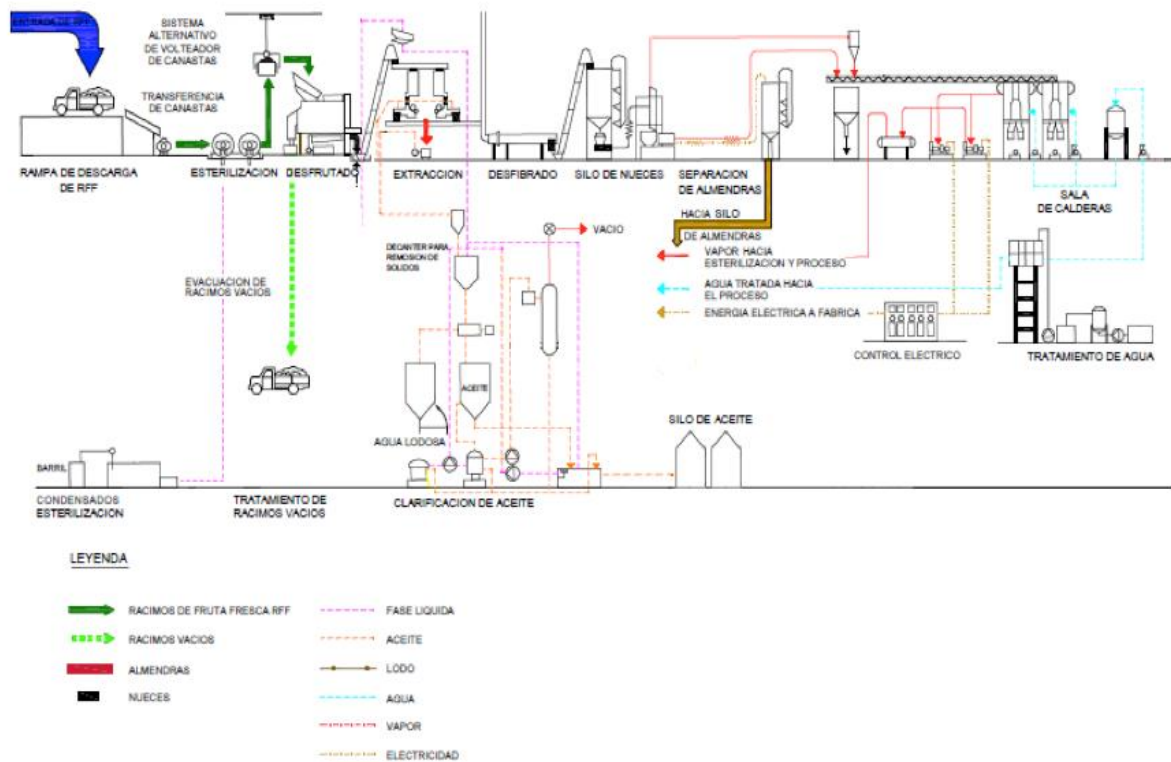 ENTRADA DE RFF
SISTEMA
ALTERNATIVO
DE VOLTEADOR
DE CANASTAS
TRANSFERENCIA
DE CANASTAS
RAMPA DE DESCARGA
DE RFF
ESTERILIZACION
DESFRUTADO
EXTRACCION
DESFIBRADO
SILO DE NUECES
SEPARACION
DE ALMENDRAS
SALA
DE CALDERAS
HACIA SILO
DE ALMENDRAS
VACIO
DECANTER PARA
REMOSION DE
SOLIDOS
VAPOR HACIA
ESTERILIZACION Y PROCESO
EVACUACION DE
RACIMOS VACIOS
AGUA TRATADA HACIA
EL PROCESO
ENERGIA ELECTRICA A FABRICA
CONTROL ELECTRICO
TRATAMIENTO DE AGUA
ACEITE
SILO DE ACEITE
AGUA LODOSA
BARRIL
CONDENSADOS
ESTERILIZACION
TRATAMIENTO DE
RACIMOS VACIOS
CLARIFICACION DE ACEITE
LEYENDA
RACIMOS DE FRUTA FRESCA RFF
FASE LIQUIDA
RACIMOS VACIOS
ACEITE
ALMENDRAS
LODO
NUECES
AGUA
VAPOR
ELECTRICIDAD